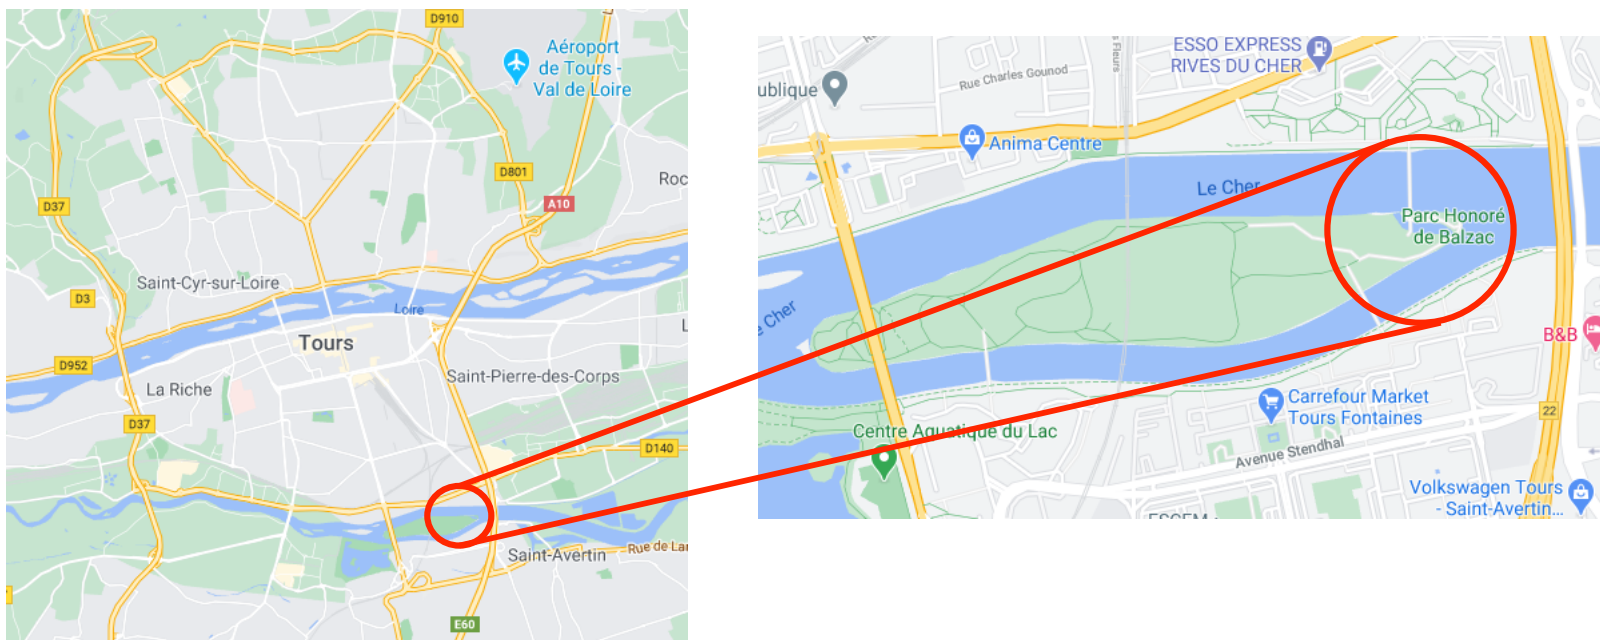 D910
Aéroport
de Tours -
Val de Loire
D801
D37
A10
Roc
Saint-Cyr-sur-Loire
D3
Loire
Tours
D952
La Riche
Saint-Pierre-des-Corps
L
D37
D140
Saint-Avertin
Rue de Lar
E60
ESSO EXPRESS
RIVES DU CHER
Rue Charles Gounod
s Fleurs
ublique
Anima Centre
Le Cher
Parc Honoré
de Balzac
e Cher
B&B
Carrefour Market
Tours Fontaines
22
Centre Aquatique du Lac
Avenue Stendhal
Volkswagen Tours
- Saint-Avertin...
ESCEM